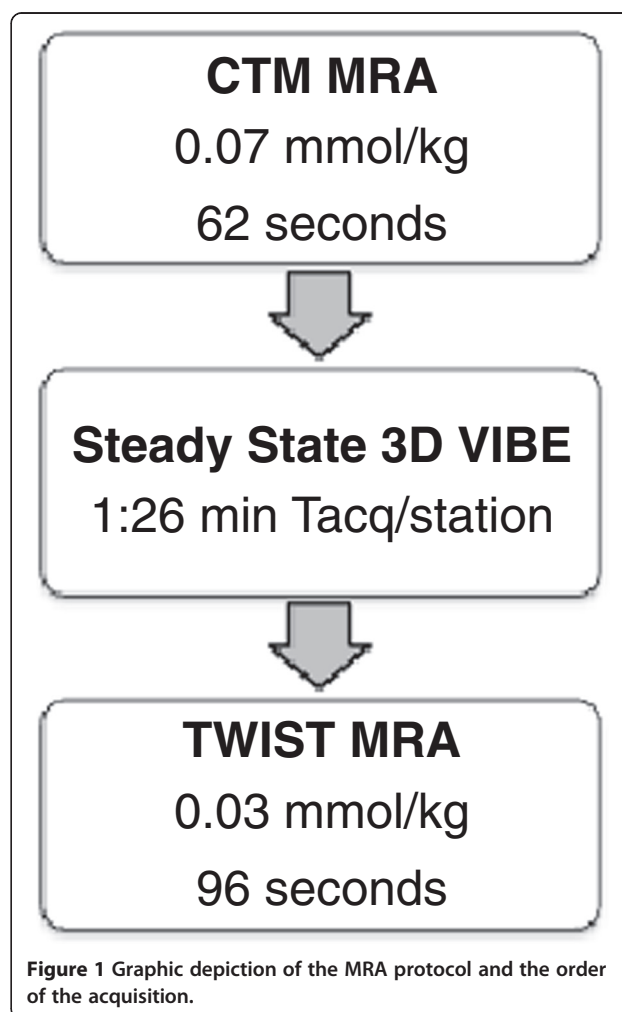 CTM MRA
0.07 mmol/kg
62 seconds
Steady State 3D VIBE
1:26 min Tacq/station
TWIST MRA
0.03 mmol/kg
96 seconds
Figure 1 Graphic depiction of the MRA protocol and the order
of the acquisition.